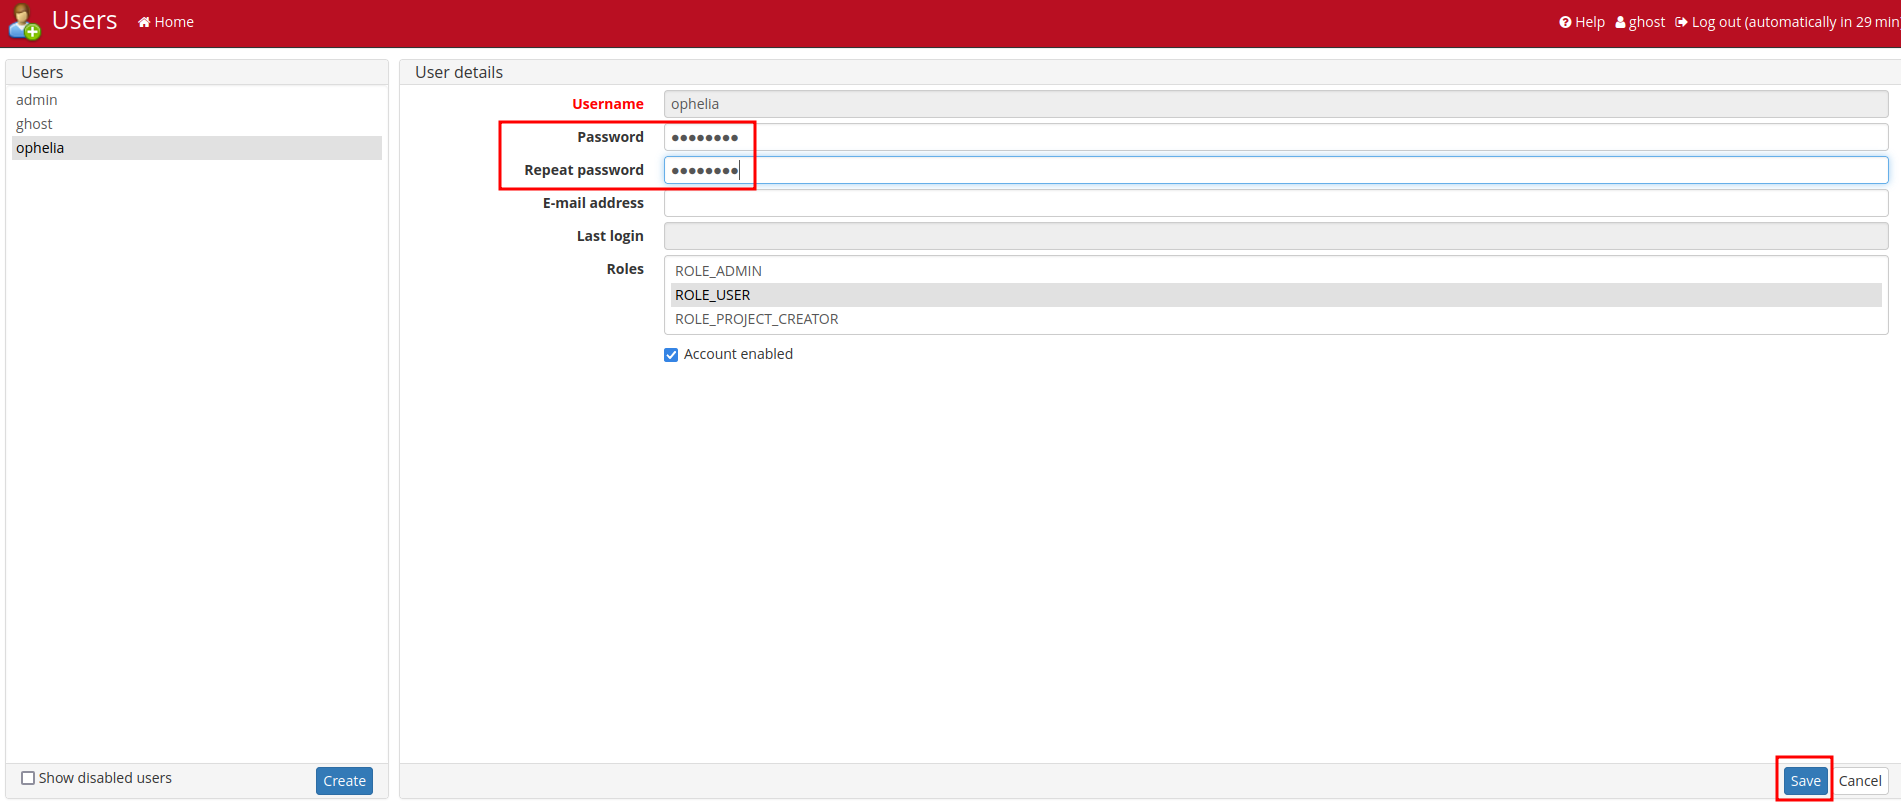 Users Home Help ghost Log out (automatically in 29 min
Users
admin
ghost
ophelia
Show disabled users Create
User details
Username ophelia
Password ●●●●●●●●
Repeat password ●●●●●●●●
E-mail address
Last login
Roles ROLE_ADMIN
ROLE_USER
ROLE_PROJECT_CREATOR
Account enabled
Save Cancel